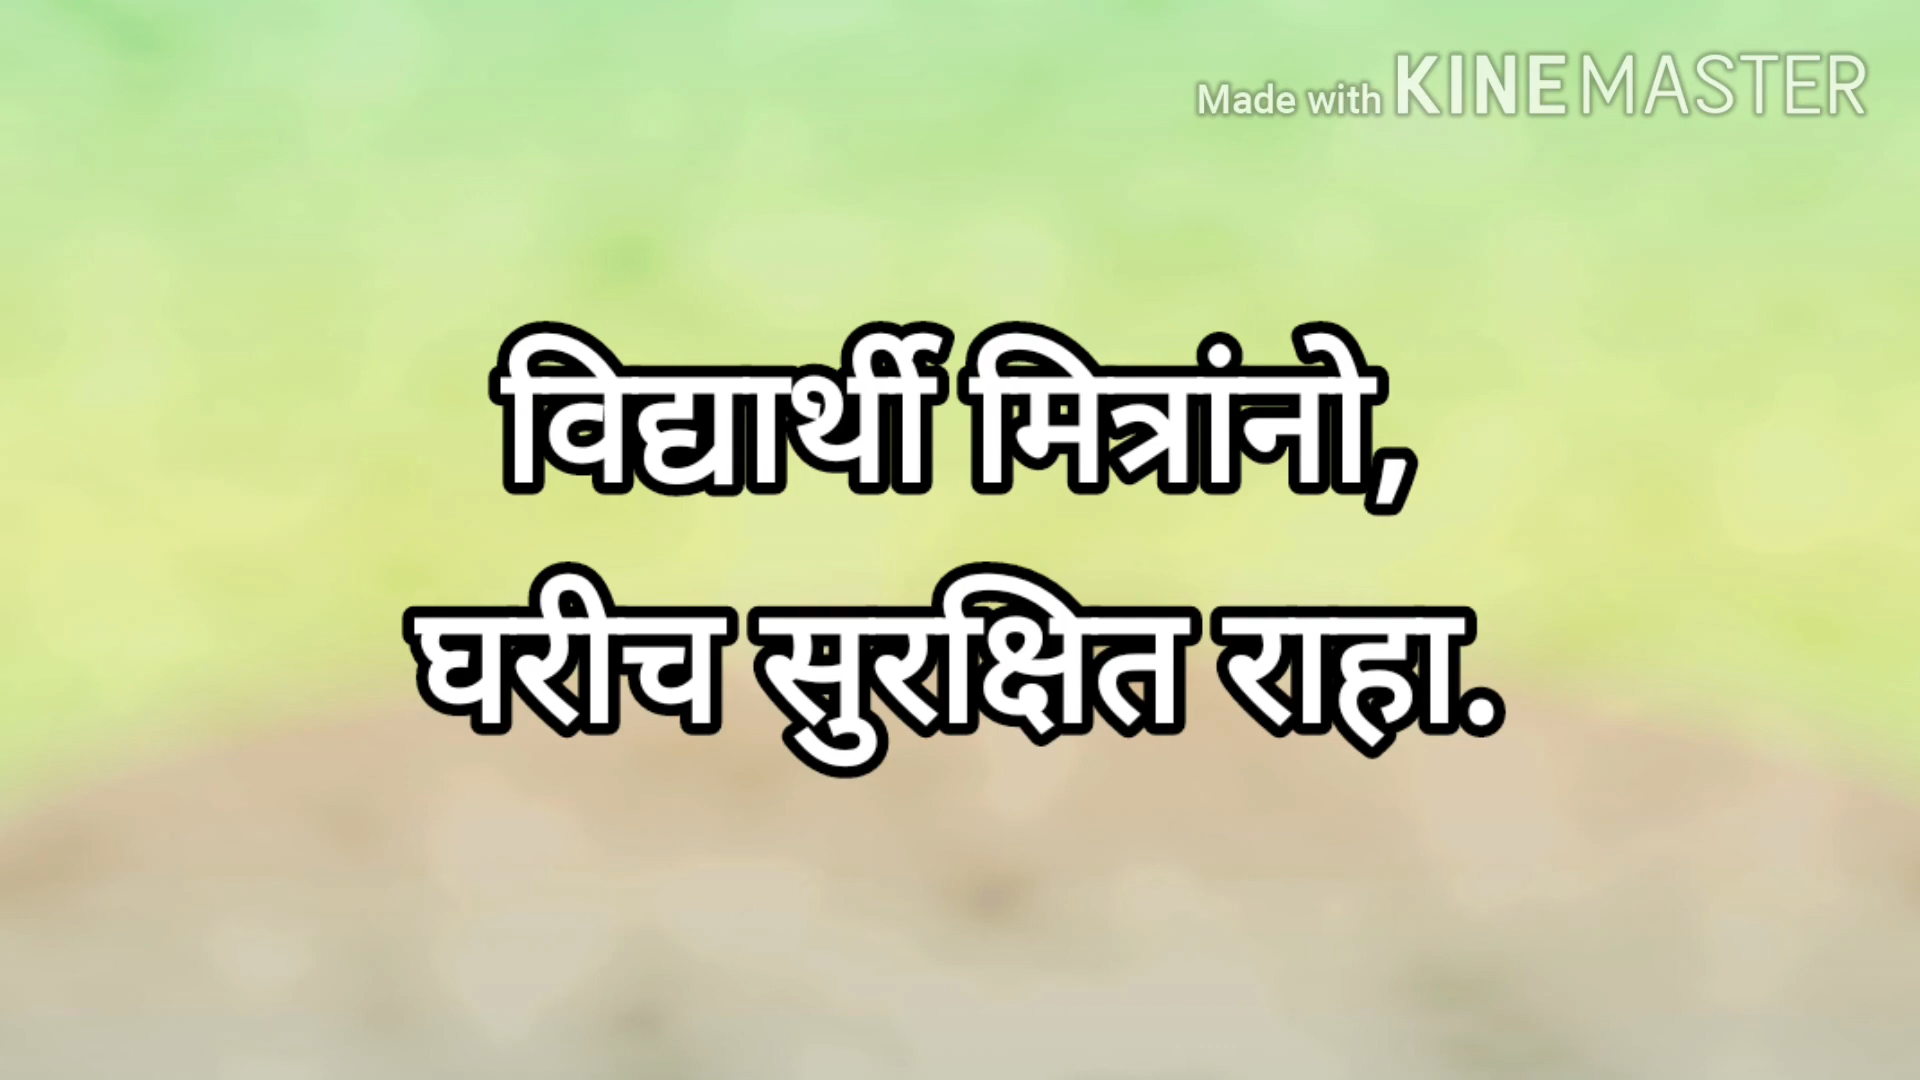 Made with KINEMASTER
विद्यार्थी मित्रांनो,
घरीच सुरक्षित राहा.